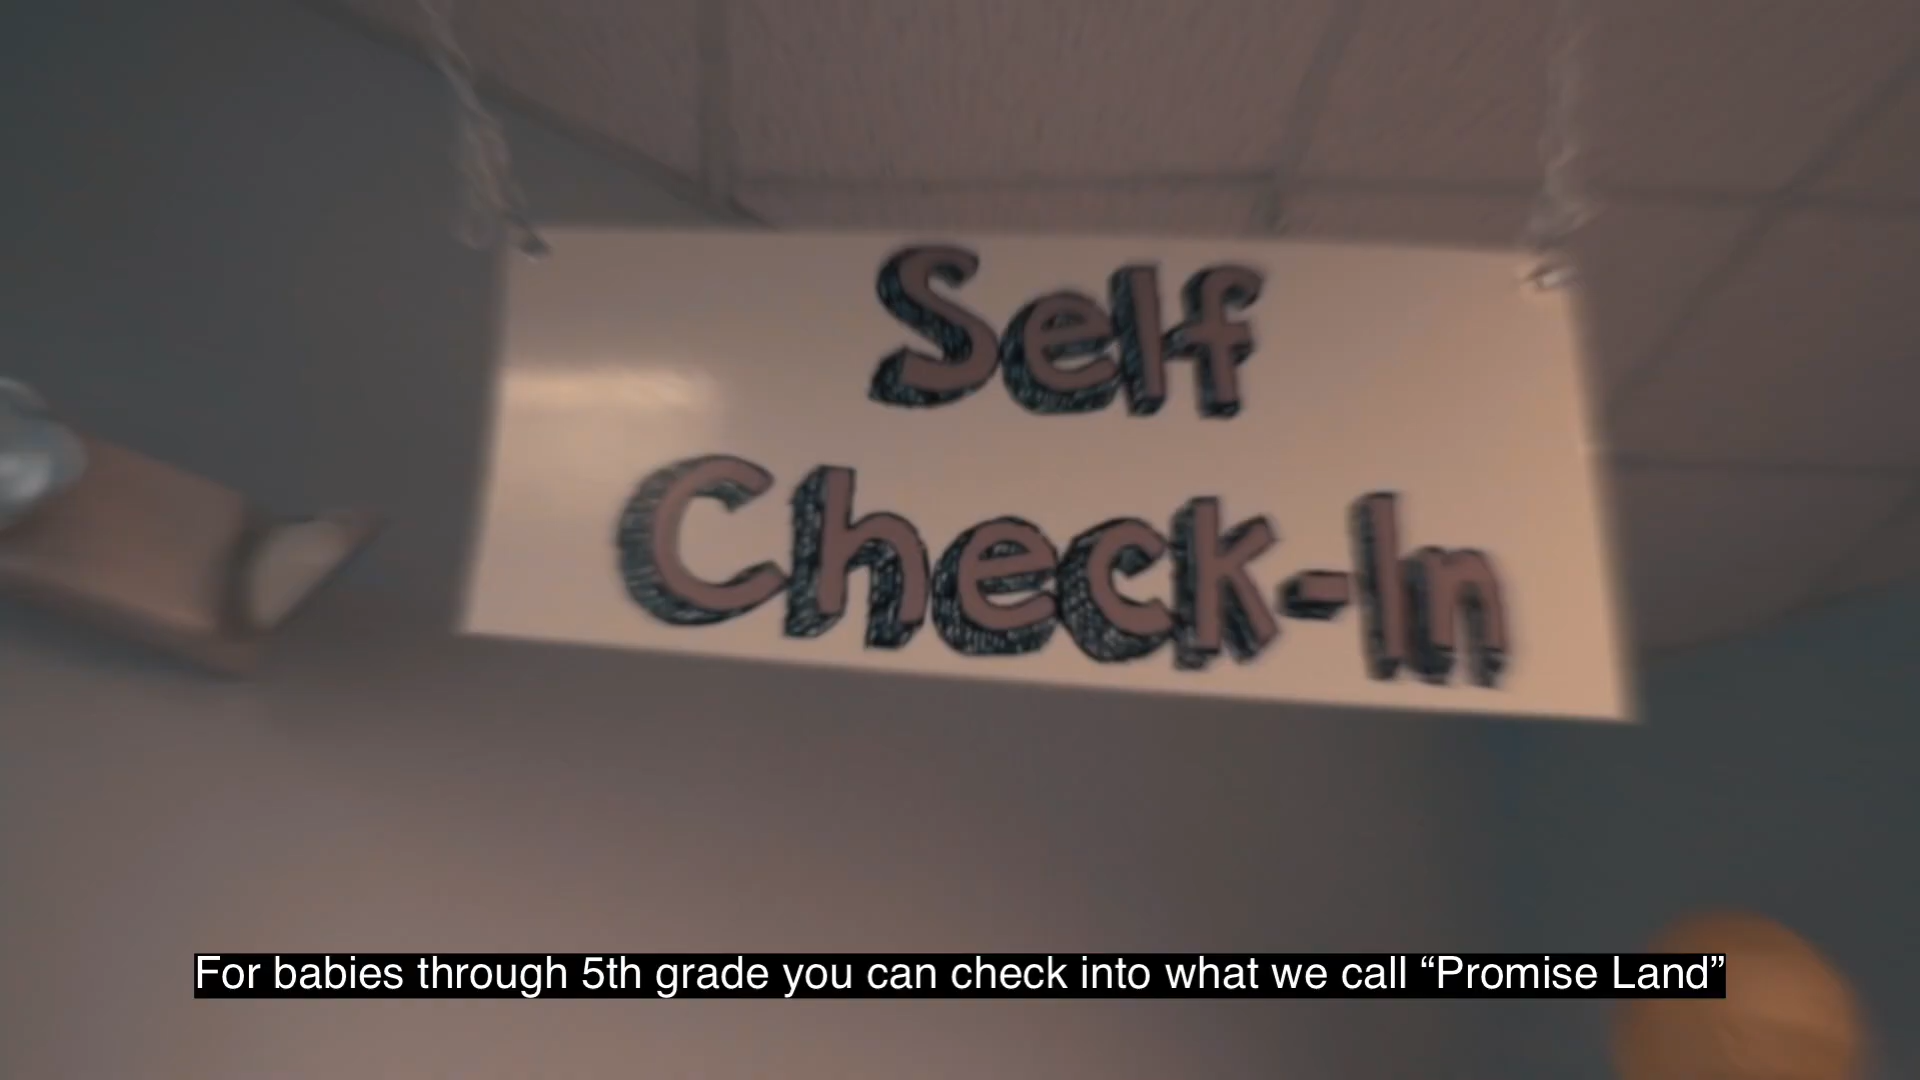 Self
Check-In
For babies through 5th grade you can check into what we call “Promise Land”